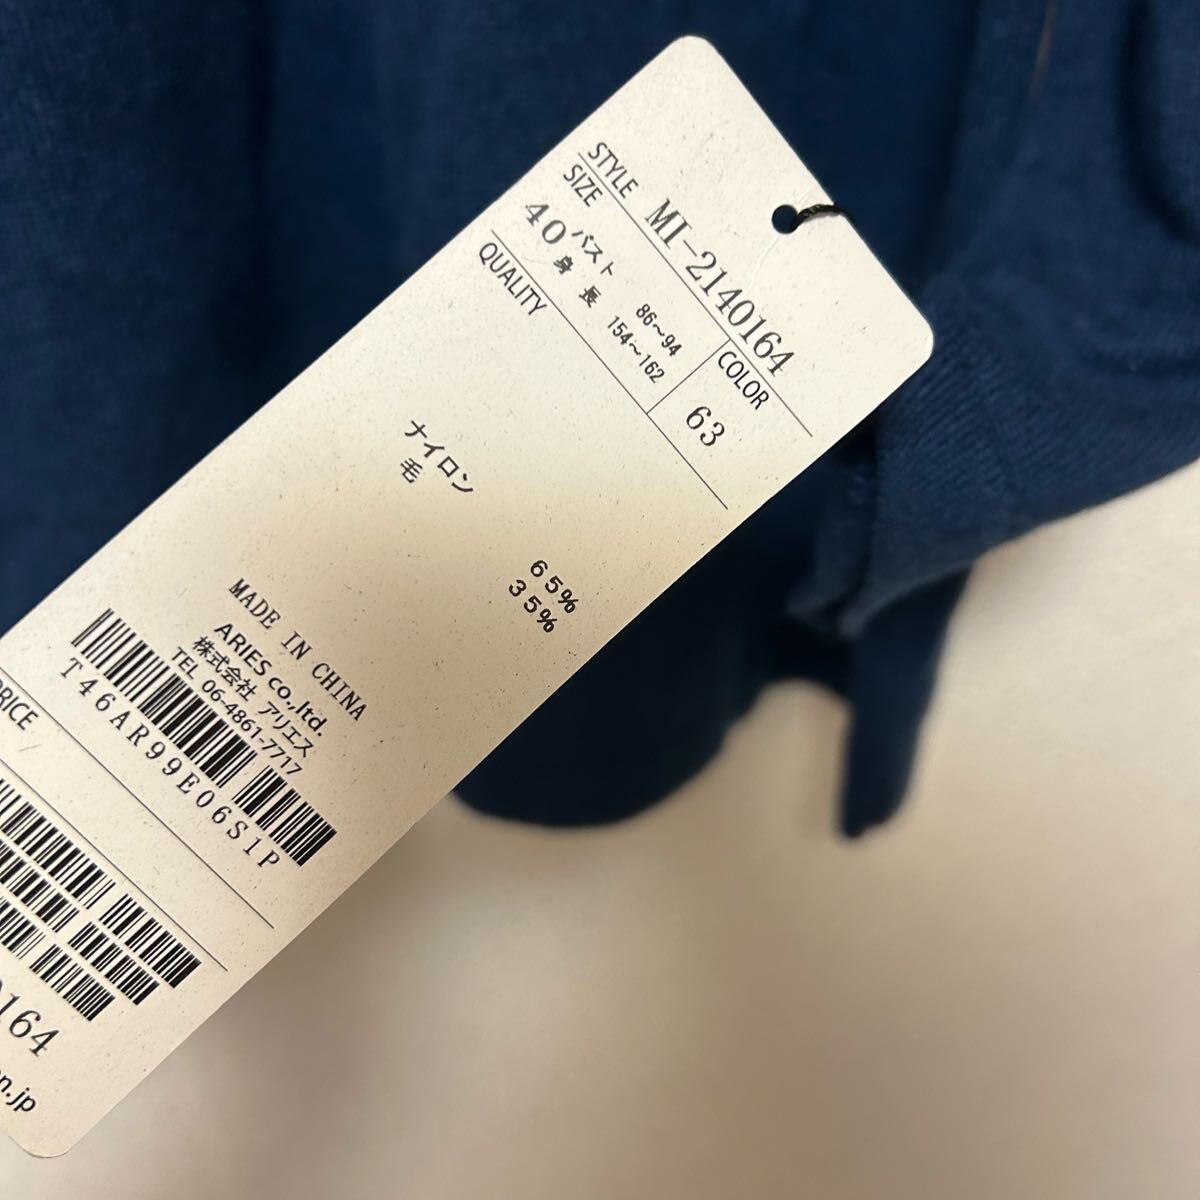 STYLE MI-2140164
SIZE
40 バスト 86～94
身長 154～162
COLOR
63
QUALITY
ナイロン 65%
毛 35%
MADE IN CHINA
ARIES co.,ltd.
株式会社 アリエス
TEL 06-4861-7717
T46AR99E06S1P
PRICE
0164
n.jp